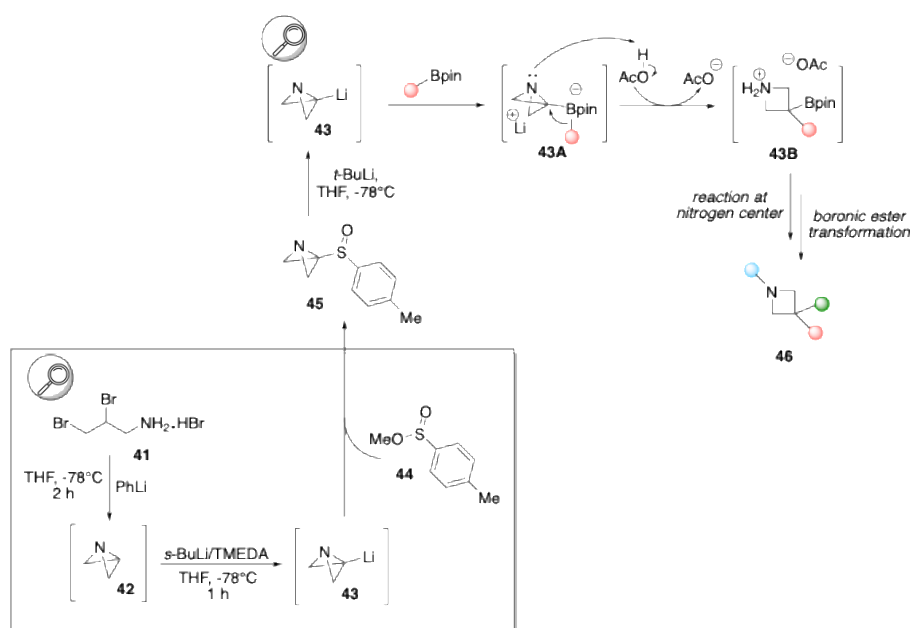 H
AcO
AcO⊖
⊖OAc
N
Li
43
Bpin
N
⊖
Bpin
⊕
Li
43A
⊕
H2N
Bpin
43B
t-BuLi,
THF, -78°C
reaction at
nitrogen center
boronic ester
transformation
O
N
S
Me
45
N
46
Br
Br
NH2.HBr
41
O
MeO
S
44
Me
THF, -78°C
2 h
PhLi
N
42
s-BuLi/TMEDA
THF, -78°C
1 h
N
Li
43